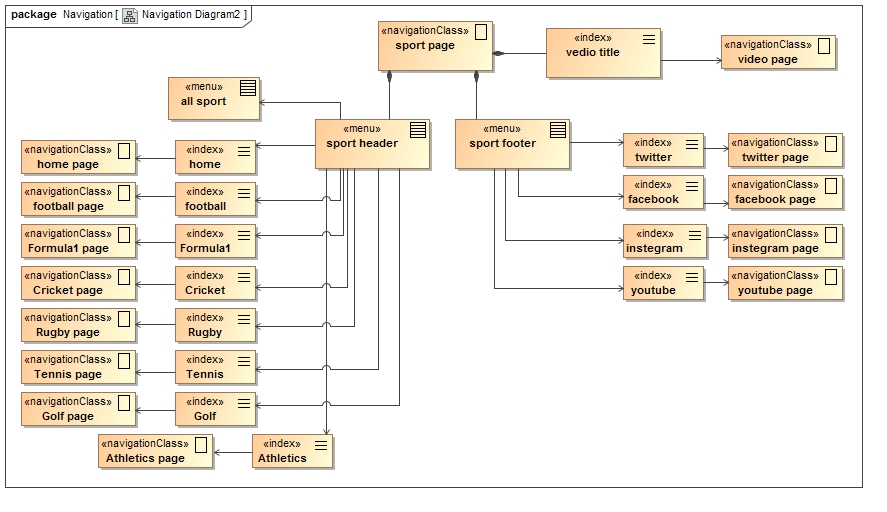 package Navigation [ Navigation Diagram2 ]
«navigationClass»
sport page
«index»
vedio title
«navigationClass»
video page
«menu»
all sport
«menu»
sport header
«menu»
sport footer
«navigationClass»
home page
«index»
home
«index»
twitter
«navigationClass»
twitter page
«navigationClass»
football page
«index»
football
«index»
facebook
«navigationClass»
facebook page
«navigationClass»
Formula1 page
«index»
Formula1
«index»
instegram
«navigationClass»
instegram page
«navigationClass»
Cricket page
«index»
Cricket
«index»
youtube
«navigationClass»
youtube page
«navigationClass»
Rugby page
«index»
Rugby
«navigationClass»
Tennis page
«index»
Tennis
«navigationClass»
Golf page
«index»
Golf
«navigationClass»
Athletics page
«index»
Athletics